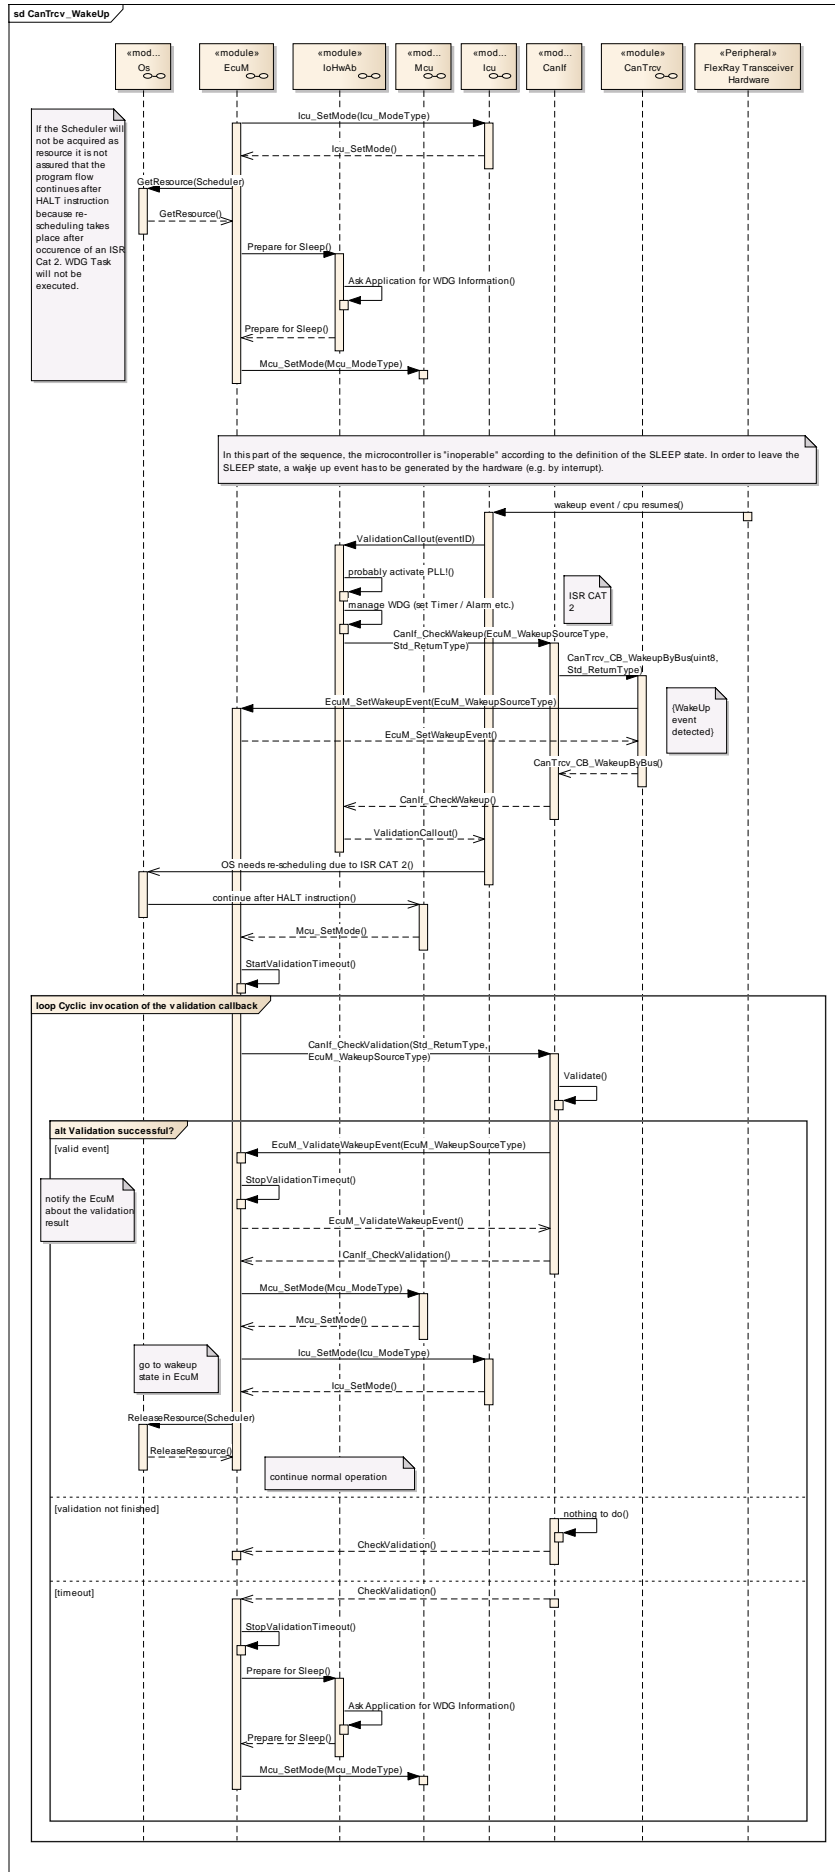 sd CanTrcv_WakeUp
«mod...
Os
«module»
EcuM
«module»
IoHwAb
«mod...
Mcu
«mod...
Icu
«mod...
CanIf
«module»
CanTrcv
«Peripheral»
FlexRay Transceiver
Hardware
If the Scheduler will
not be acquired as
resource it is not
assured that the
program flow
continues after
HALT instruction
because re-
scheduling takes
place after
occurence of an ISR
Cat 2. WDG Task
will not be
executed.
Icu_SetMode(Icu_ModeType)
Icu_SetMode()
GetResource(Scheduler)
GetResource()
Prepare for Sleep()
Ask Application for WDG Information()
Prepare for Sleep()
Mcu_SetMode(Mcu_ModeType)
In this part of the sequence, the microcontroller is "inoperable" according to the definition of the SLEEP state. In order to leave the
SLEEP state, a wakje up event has to be generated by the hardware (e.g. by interrupt).
wakeup event / cpu resumes()
ValidationCallout(eventID)
probably activate PLL!()
ISR CAT
2
manage WDG (set Timer / Alarm etc.)
CanIf_CheckWakeup(EcuM_WakeupSourceType,
Std_ReturnType)
CanTrcv_CB_WakeupByBus(uint8,
Std_ReturnType)
EcuM_SetWakeupEvent(EcuM_WakeupSourceType)
{WakeUp
event
detected}
EcuM_SetWakeupEvent()
CanTrcv_CB_WakeupByBus()
CanIf_CheckWakeup()
ValidationCallout()
OS needs re-scheduling due to ISR CAT 2()
continue after HALT instruction()
Mcu_SetMode()
StartValidationTimeout()
loop Cyclic invocation of the validation callback
CanIf_CheckValidation(Std_ReturnType,
EcuM_WakeupSourceType)
Validate()
alt Validation successful?
[valid event]
EcuM_ValidateWakeupEvent(EcuM_WakeupSourceType)
StopValidationTimeout()
notify the EcuM
about the validation
result
EcuM_ValidateWakeupEvent()
CanIf_CheckValidation()
Mcu_SetMode(Mcu_ModeType)
Mcu_SetMode()
Icu_SetMode(Icu_ModeType)
go to wakeup
state in EcuM
Icu_SetMode()
ReleaseResource(Scheduler)
ReleaseResource()
continue normal operation
[validation not finished]
nothing to do()
CheckValidation()
[timeout]
CheckValidation()
StopValidationTimeout()
Prepare for Sleep()
Ask Application for WDG Information()
Prepare for Sleep()
Mcu_SetMode(Mcu_ModeType)